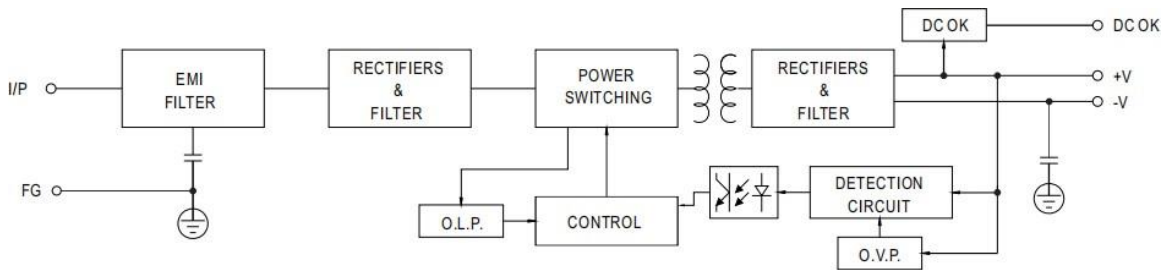 DC OK
DC OK
I/P
EMI
FILTER
RECTIFIERS
&
FILTER
POWER
SWITCHING
RECTIFIERS
&
FILTER
+V
-V
FG
O.L.P.
CONTROL
DETECTION
CIRCUIT
O.V.P.